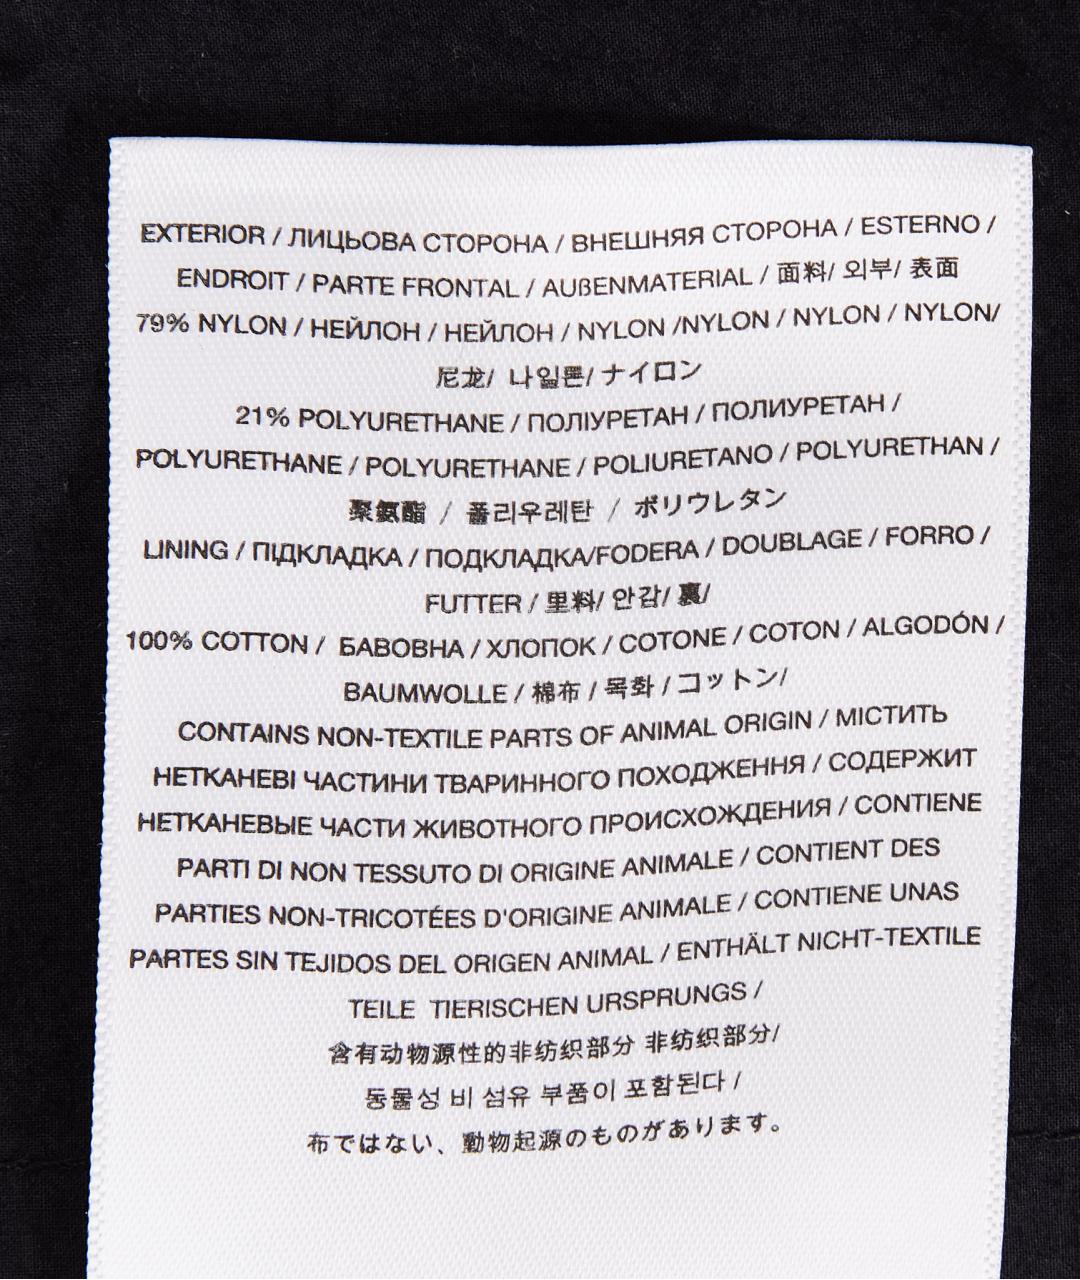 EXTERIOR / ЛИЦЬОВА СТОРОНА / ВНЕШНЯЯ СТОРОНА / ESTERNO /
ENDROIT / PARTE FRONTAL / AUßENMATERIAL / 面料/ 외부/ 表面
79% NYLON / НЕЙЛОН / НЕЙЛОН / NYLON /NYLON / NYLON / NYLON/
尼龙/ 나일론/ ナイロン
21% POLYURETHANE / ПОЛІУРЕТАН / ПОЛИУРЕТАН /
POLYURETHANE / POLYURETHANE / POLIURETANO / POLYURETHAN /
聚氨酯 / 폴리우레탄 / ポリウレタン
LINING / ПІДКЛАДКА / ПОДКЛАДКА/FODERA / DOUBLAGE / FORRO /
FUTTER / 里料/ 안감/ 裏/
100% COTTON / БАВОВНА / ХЛОПОК / COTONE / COTON / ALGODÓN /
BAUMWOLLE / 棉布 / 목화 / コットン/
CONTAINS NON-TEXTILE PARTS OF ANIMAL ORIGIN / МІСТИТЬ
НЕТКАНЕВІ ЧАСТИНИ ТВАРИННОГО ПОХОДЖЕННЯ / СОДЕРЖИТ
НЕТКАНЕВЫЕ ЧАСТИ ЖИВОТНОГО ПРОИСХОЖДЕНИЯ / CONTIENE
PARTI DI NON TESSUTO DI ORIGINE ANIMALE / CONTIENT DES
PARTIES NON-TRICOTÉES D'ORIGINE ANIMALE / CONTIENE UNAS
PARTES SIN TEJIDOS DEL ORIGEN ANIMAL / ENTHÄLT NICHT-TEXTILE
TEILE TIERISCHEN URSPRUNGS /
含有动物源性的非纺织部分 非纺织部分/
동물성 비 섬유 부품이 포함된다 /
布ではない、動物起源のものがあります。